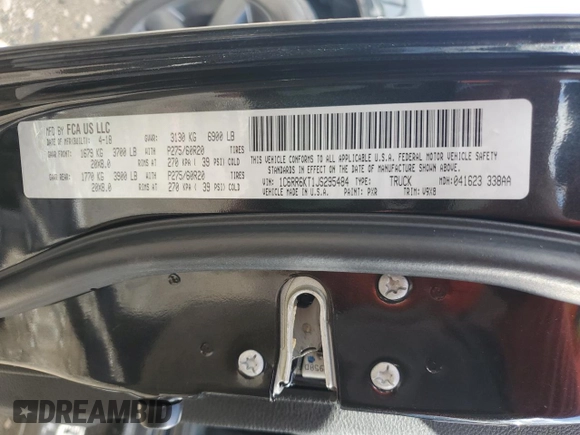 MFD BY FCA US LLC
DATE OF MFR(BUILT): 4-18 GVWR: 3130 KG 6900 LB
GAWR FRONT: 1679 KG 3700 LB P275/60R20 TIRES
20X8.0 RIMS AT 270 KPA ( 39 PSI) COLD
GAWR REAR: 1770 KG 3900 LB P275/60R20 TIRES
20X8.0 RIMS AT 270 KPA ( 39 PSI) COLD
THIS VEHICLE CONFORMS TO ALL APPLICABLE U.S.A. FEDERAL MOTOR VEHICLE SAFETY
STANDARDS IN EFFECT ON THE DATE OF MANUFACTURE SHOWN ABOVE.
VIN: 1C6RR6KT1JS295484 TYPE: TRUCK MDH: 041623 338AA
VEHICLE MADE IN U.S.A. PAINT: PXR TRIM: V9X8
DREAMBID